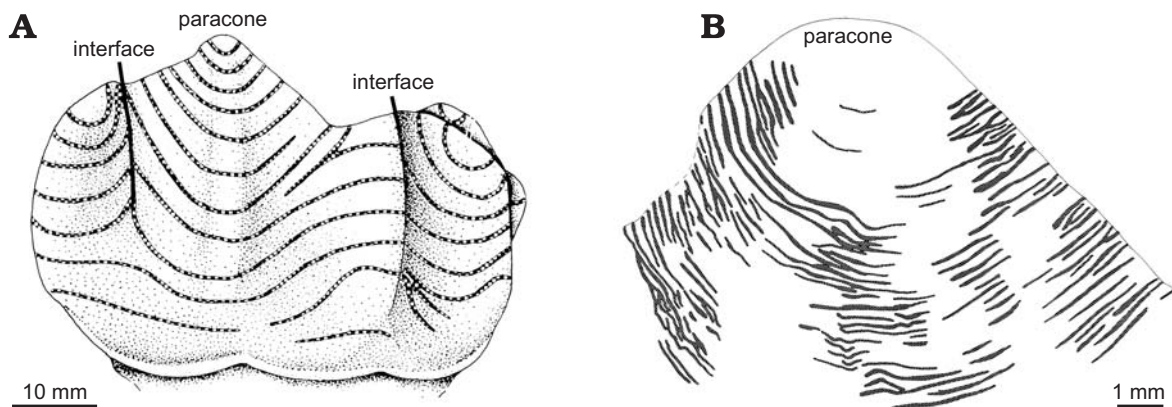 A
paracone
interface
interface
10 mm
B
paracone
1 mm